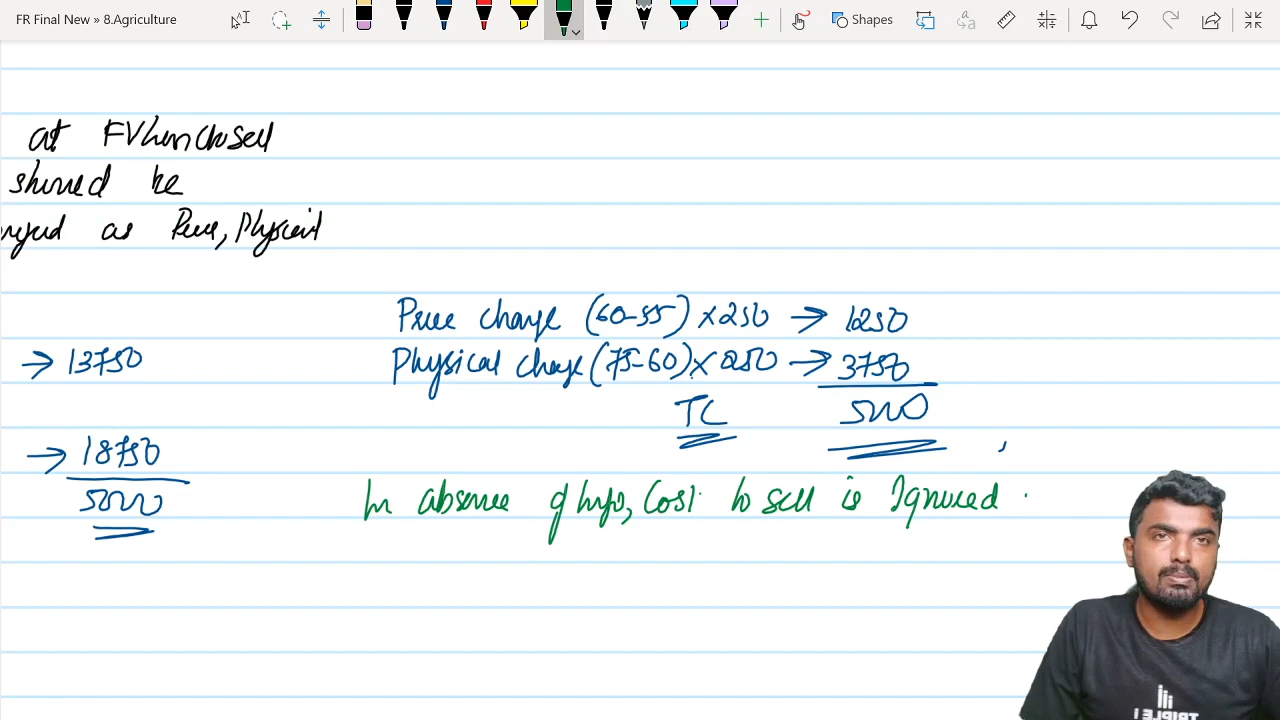 FR Final New » 8.Agriculture
Shapes
at FV less cost to sell
should be
as Price, Physical
Price change (60-55) × 250 → 1250
→ 13750
Physical change (75-60) × 250 → 3750
TC 5000
→ 18750
5000
In absence of Info, Cost to sell is Ignored.
TRIPLE I